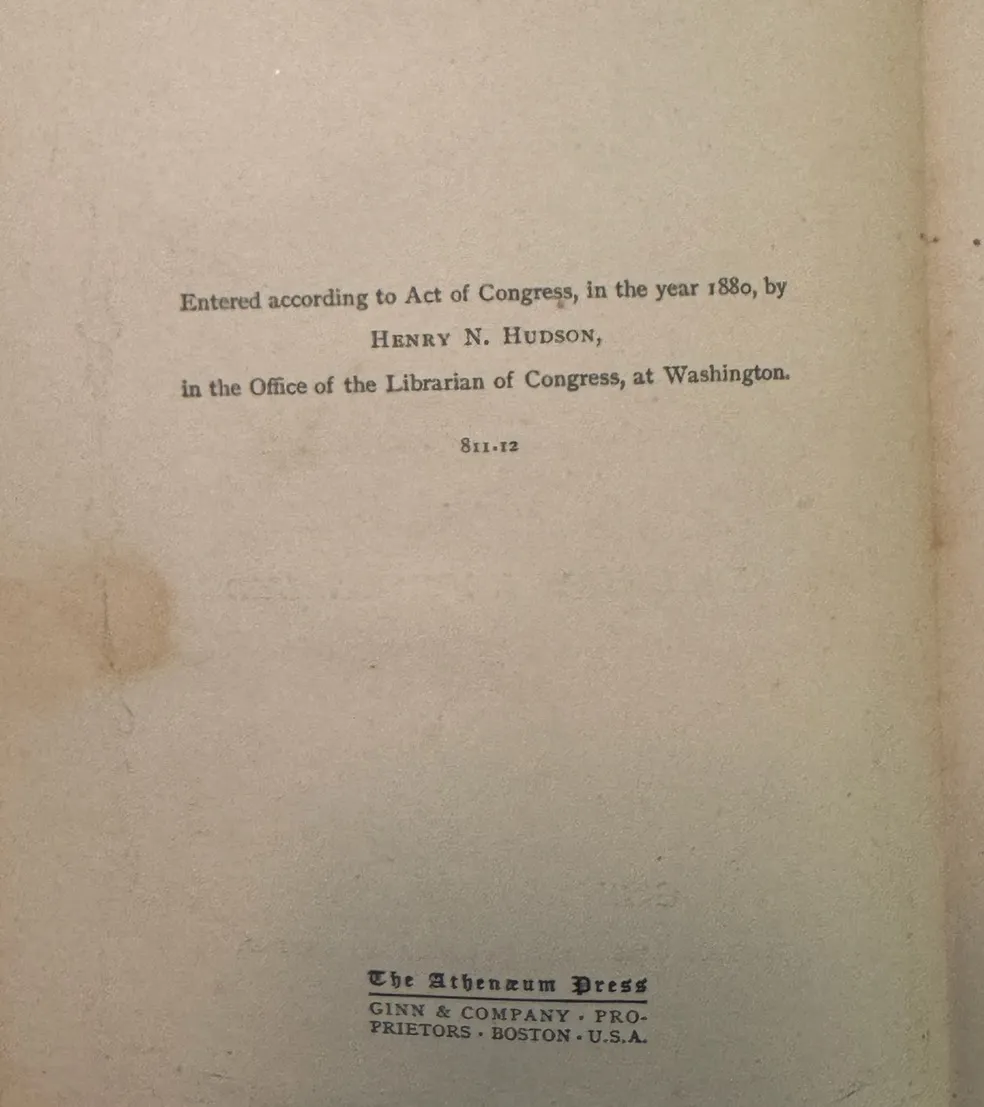 Entered according to Act of Congress, in the year 1880, by
HENRY N. HUDSON,
in the Office of the Librarian of Congress, at Washington.
811.12
The Athenæum Press
GINN & COMPANY · PRO-
PRIETORS · BOSTON · U.S.A.